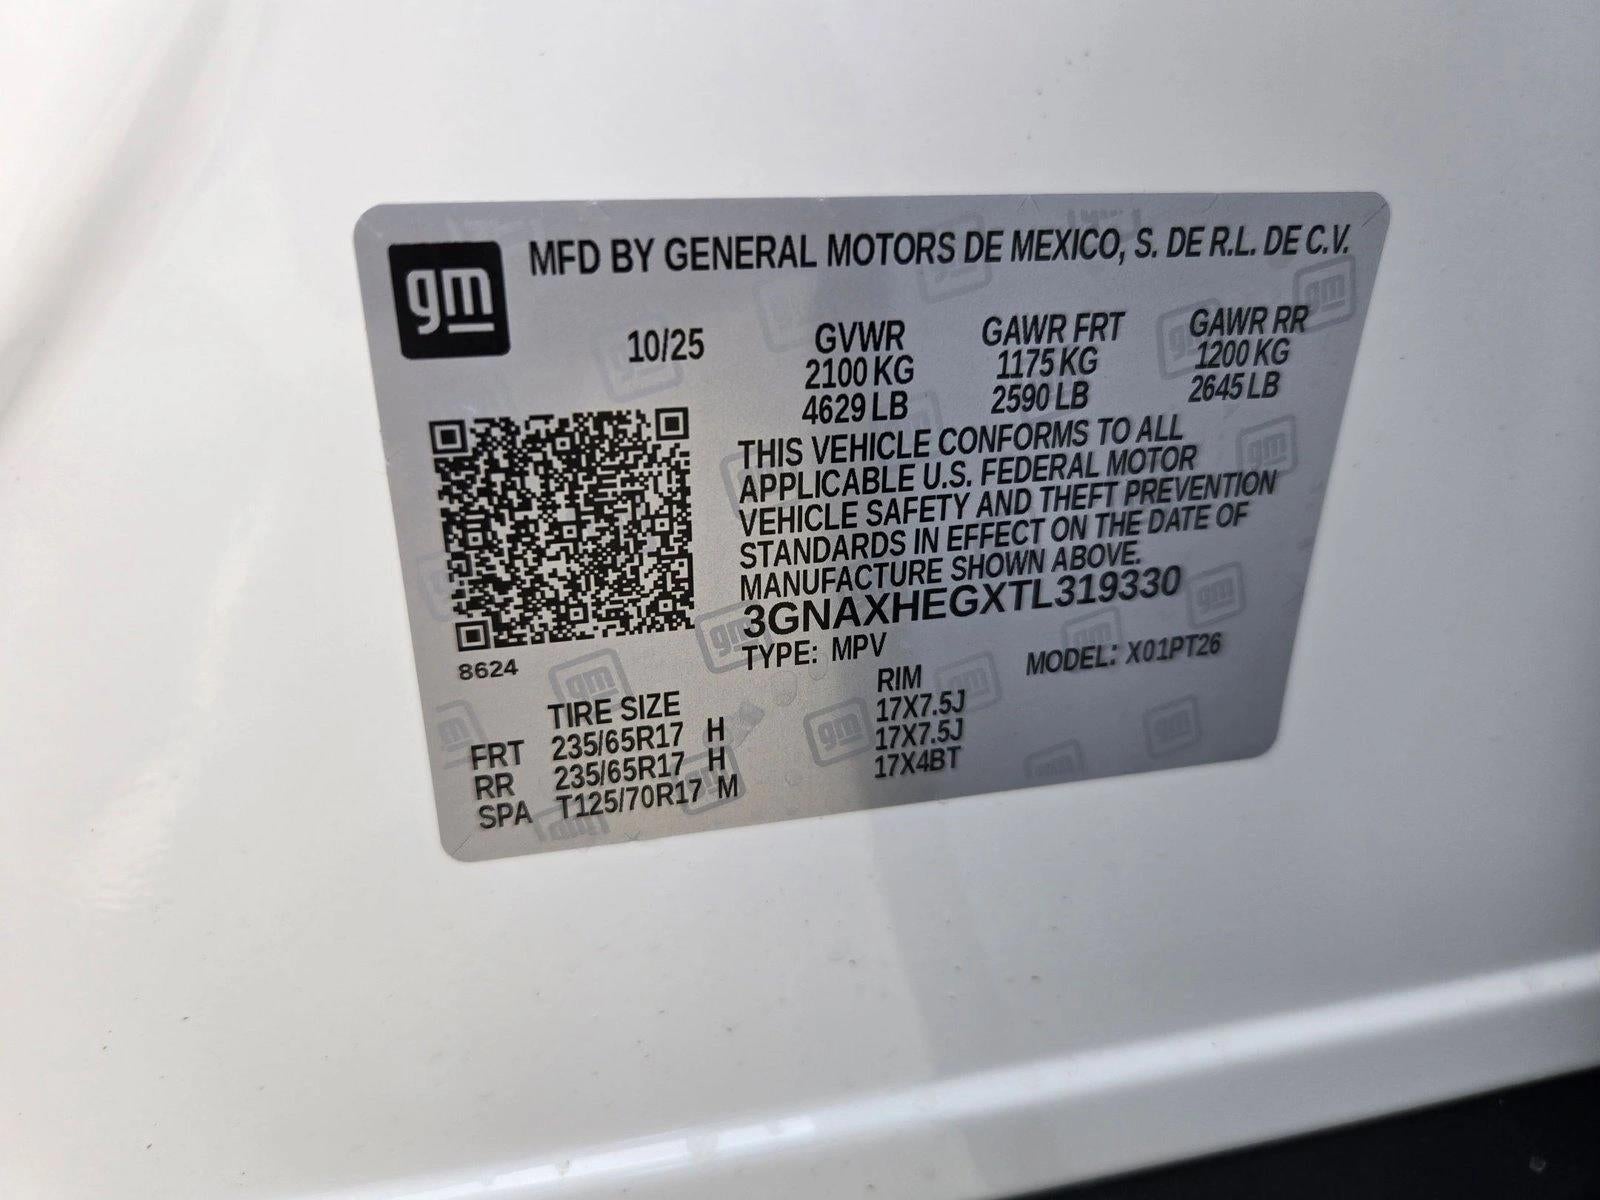 gm
MFD BY GENERAL MOTORS DE MEXICO, S. DE R.L. DE C.V.
10/25
GVWR GAWR FRT GAWR RR
2100 KG 1175 KG 1200 KG
4629 LB 2590 LB 2645 LB
THIS VEHICLE CONFORMS TO ALL
APPLICABLE U.S. FEDERAL MOTOR
VEHICLE SAFETY AND THEFT PREVENTION
STANDARDS IN EFFECT ON THE DATE OF
MANUFACTURE SHOWN ABOVE.
3GNAXHEGXTL319330
TYPE: MPV MODEL: X01PT26
8624
TIRE SIZE RIM
FRT 235/65R17 H 17X7.5J
RR 235/65R17 H 17X7.5J
SPA T125/70R17 M 17X4BT